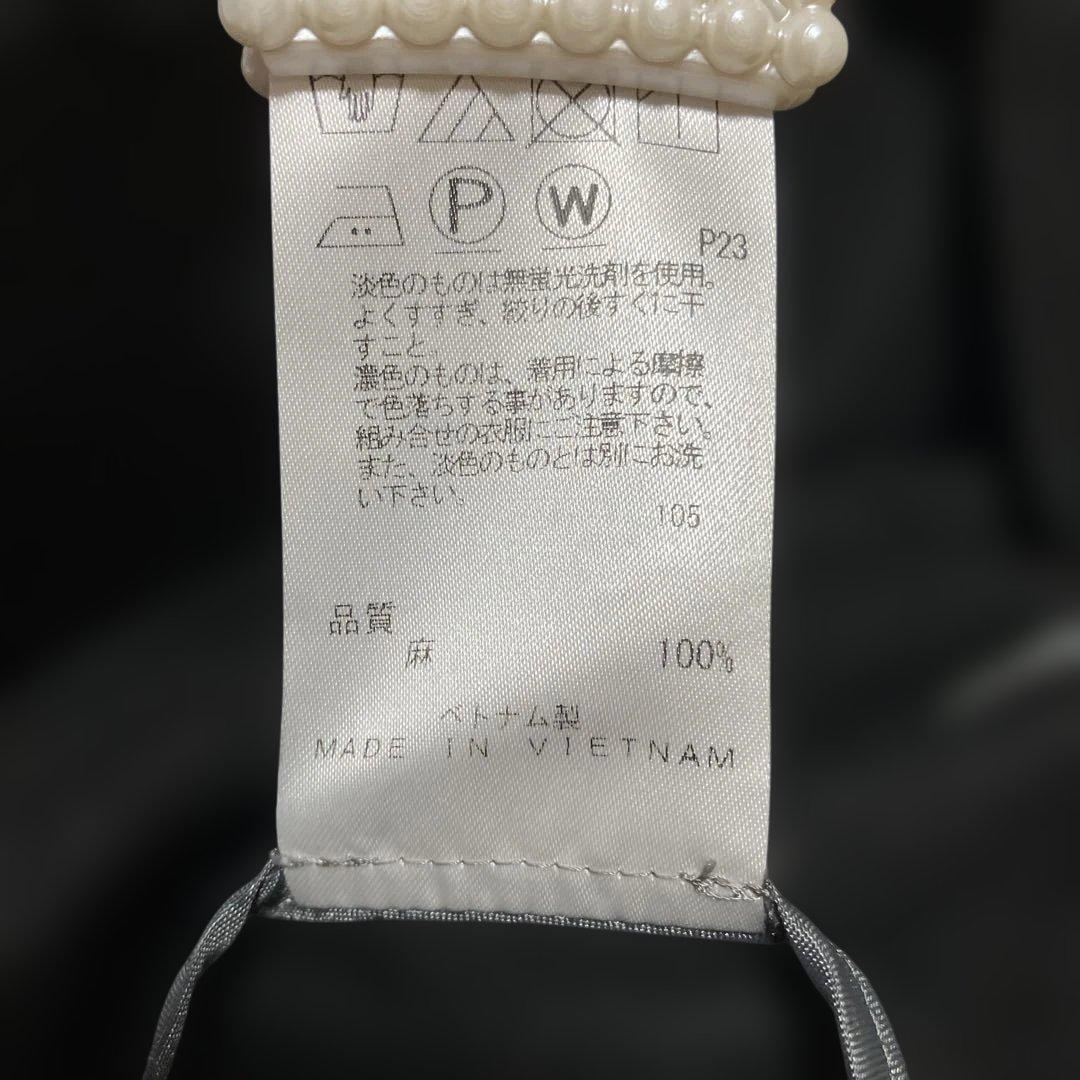 P
W
P23
淡色のものは無蛍光洗剤を使用。
よくすすぎ、絞りの後すぐに干
すこと。
濃色のものは、着用による摩擦
で色落ちする事がありますので、
組み合せの衣服にご注意下さい。
また、淡色のものとは別にお洗
い下さい。
105
品質
麻 100%
ベトナム製
MADE IN VIETNAM